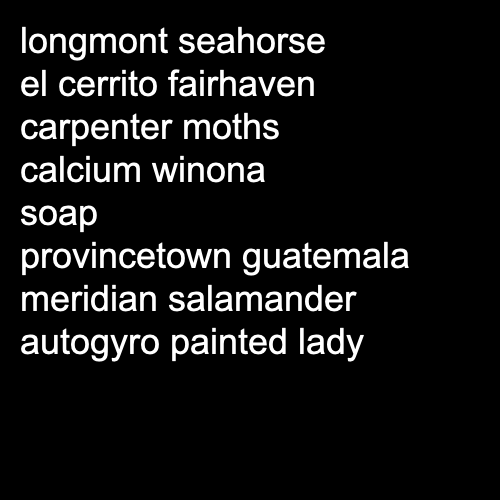 longmont seahorse
el cerrito fairhaven
carpenter moths
calcium winona
soap
provincetown guatemala
meridian salamander
autogyro painted lady